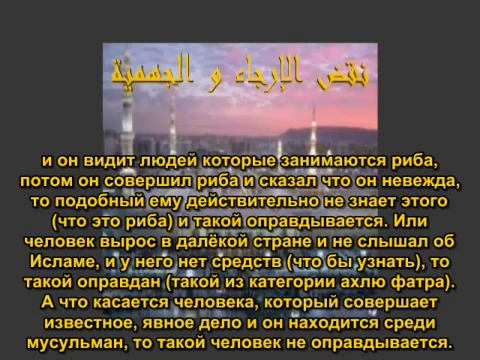 نقض الإرجاء و الجهمية
и он видит людей которые занимаются риба,
потом он совершил риба и сказал что он невежда,
то подобный ему действительно не знает этого
(что это риба) и такой оправдывается. Или
человек вырос в далёкой стране и не слышал об
Исламе, и у него нет средств (что бы узнать), то
такой оправдан (такой из категории ахлю фатра).
А что касается человека, который совершает
известное, явное дело и он находится среди
мусульман, то такой человек не оправдывается.